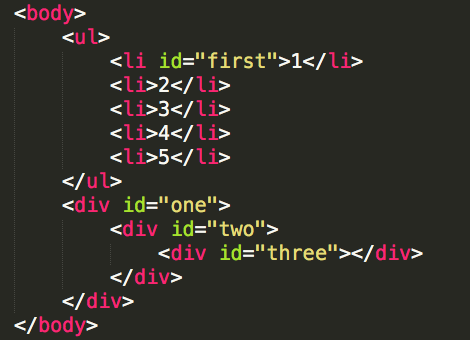 <body>
<ul>
<li id="first">1</li>
<li>2</li>
<li>3</li>
<li>4</li>
<li>5</li>
</ul>
<div id="one">
<div id="two">
<div id="three"></div>
</div>
</div>
</body>